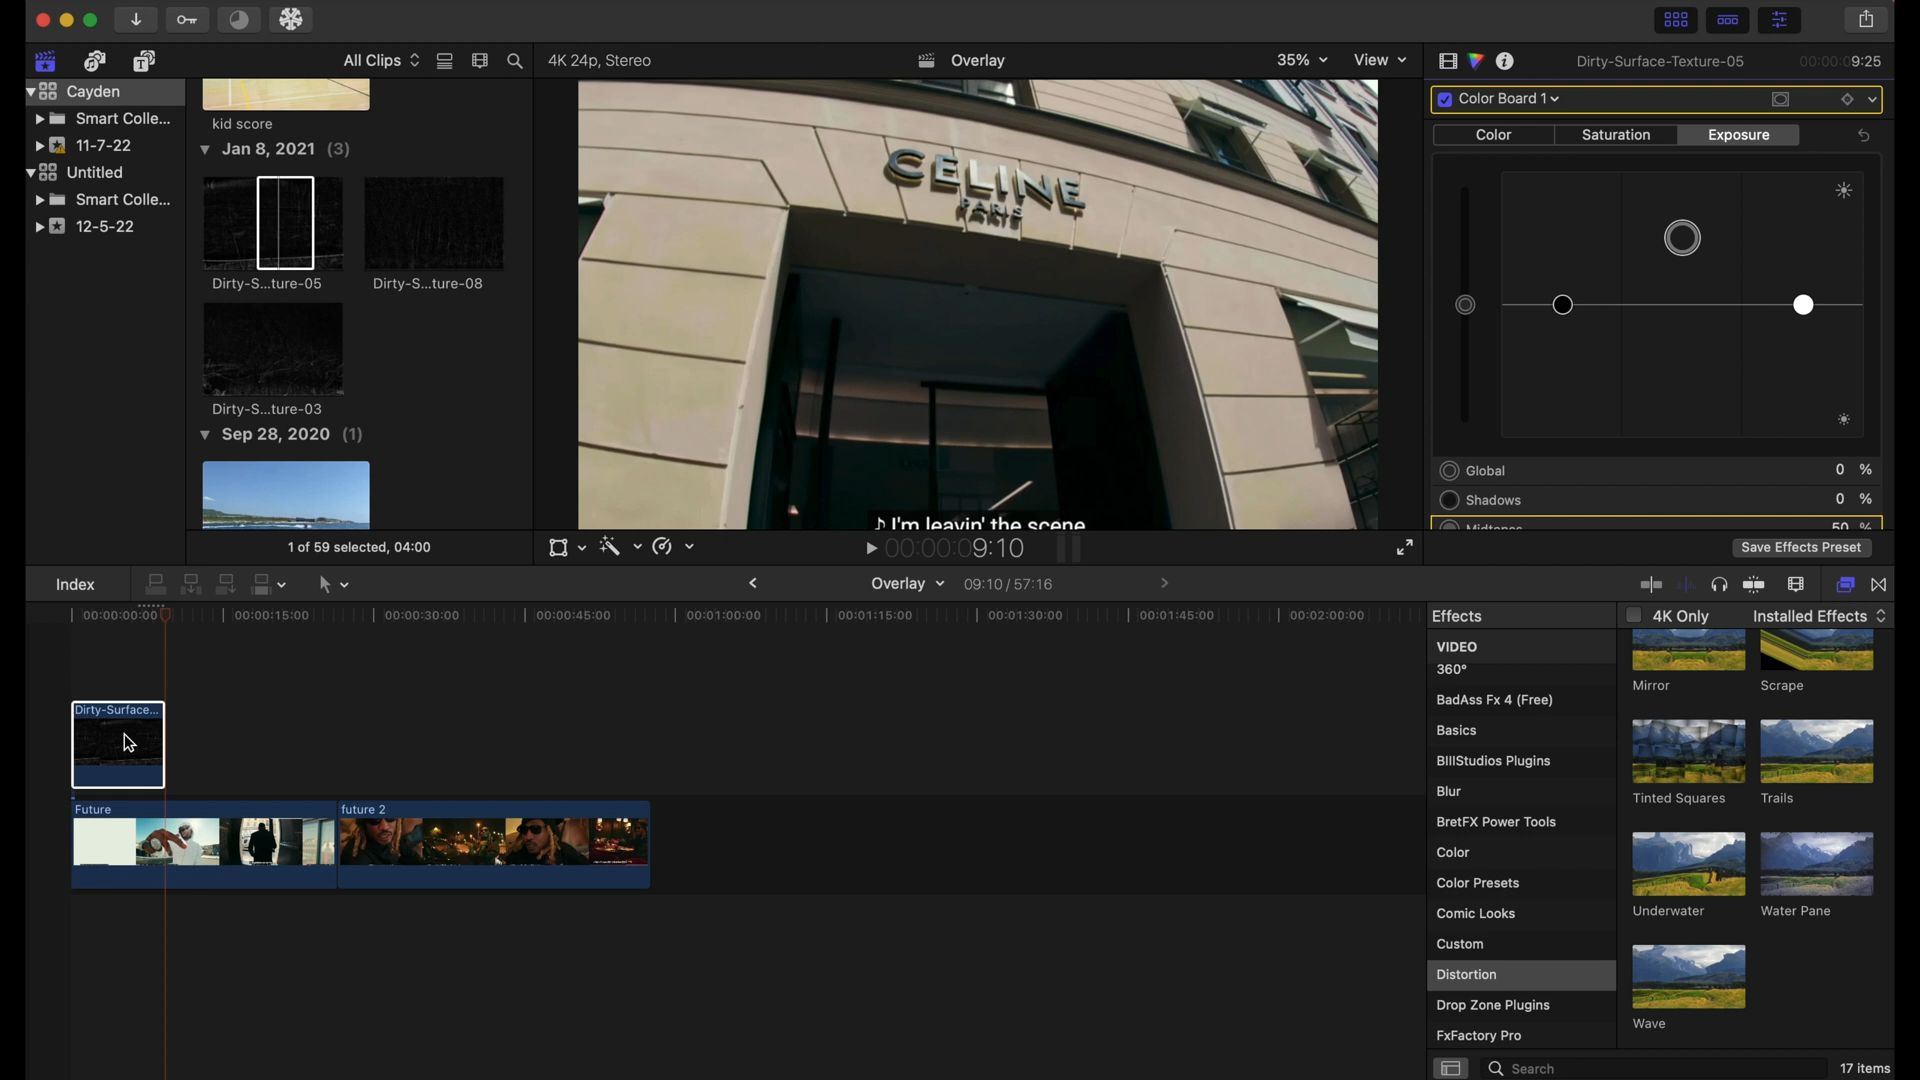 All Clips
4K 24p, Stereo
Overlay
35%
View
Dirty-Surface-Texture-05
00:00:09:25
Cayden
Smart Colle...
11-7-22
Untitled
Smart Colle...
12-5-22
kid score
Jan 8, 2021 (3)
Dirty-S...ture-05
Dirty-S...ture-08
Dirty-S...ture-03
Sep 28, 2020 (1)
1 of 59 selected, 04:00
CELINE
PARIS
♪ I'm leavin' the scene
00:00:09:10
Color Board 1
Color
Saturation
Exposure
Global 0 %
Shadows 0 %
Midtones 50 %
Save Effects Preset
Index
Overlay
09:10 / 57:16
00:00:00:00
00:00:15:00
00:00:30:00
00:00:45:00
00:01:00:00
00:01:15:00
00:01:30:00
00:01:45:00
00:02:00:00
Dirty-Surface...
Future
future 2
Effects
4K Only
Installed Effects
VIDEO
360°
BadAss Fx 4 (Free)
Basics
BIIIStudios Plugins
Blur
BretFX Power Tools
Color
Color Presets
Comic Looks
Custom
Distortion
Drop Zone Plugins
FxFactory Pro
Mirror
Scrape
Tinted Squares
Trails
Underwater
Water Pane
Wave
Search
17 items